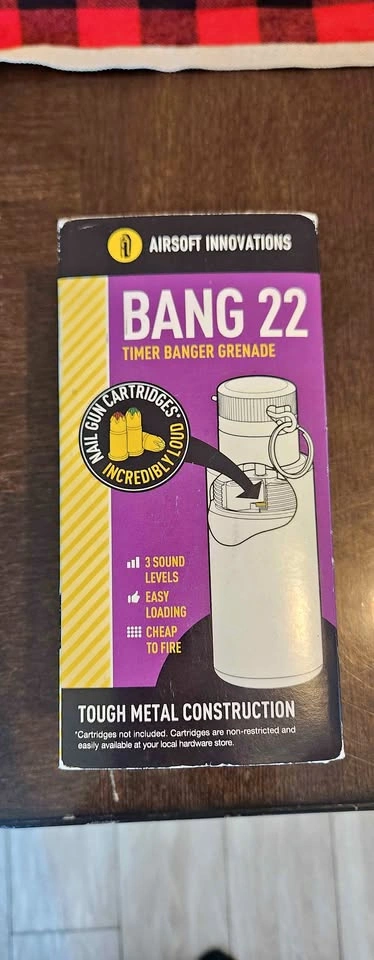 AIRSOFT INNOVATIONS
BANG 22
TIMER BANGER GRENADE
NAIL GUN CARTRIDGES*
INCREDIBLY LOUD
3 SOUND
LEVELS
EASY
LOADING
CHEAP
TO FIRE
TOUGH METAL CONSTRUCTION
*Cartridges not included. Cartridges are non-restricted and
easily available at your local hardware store.